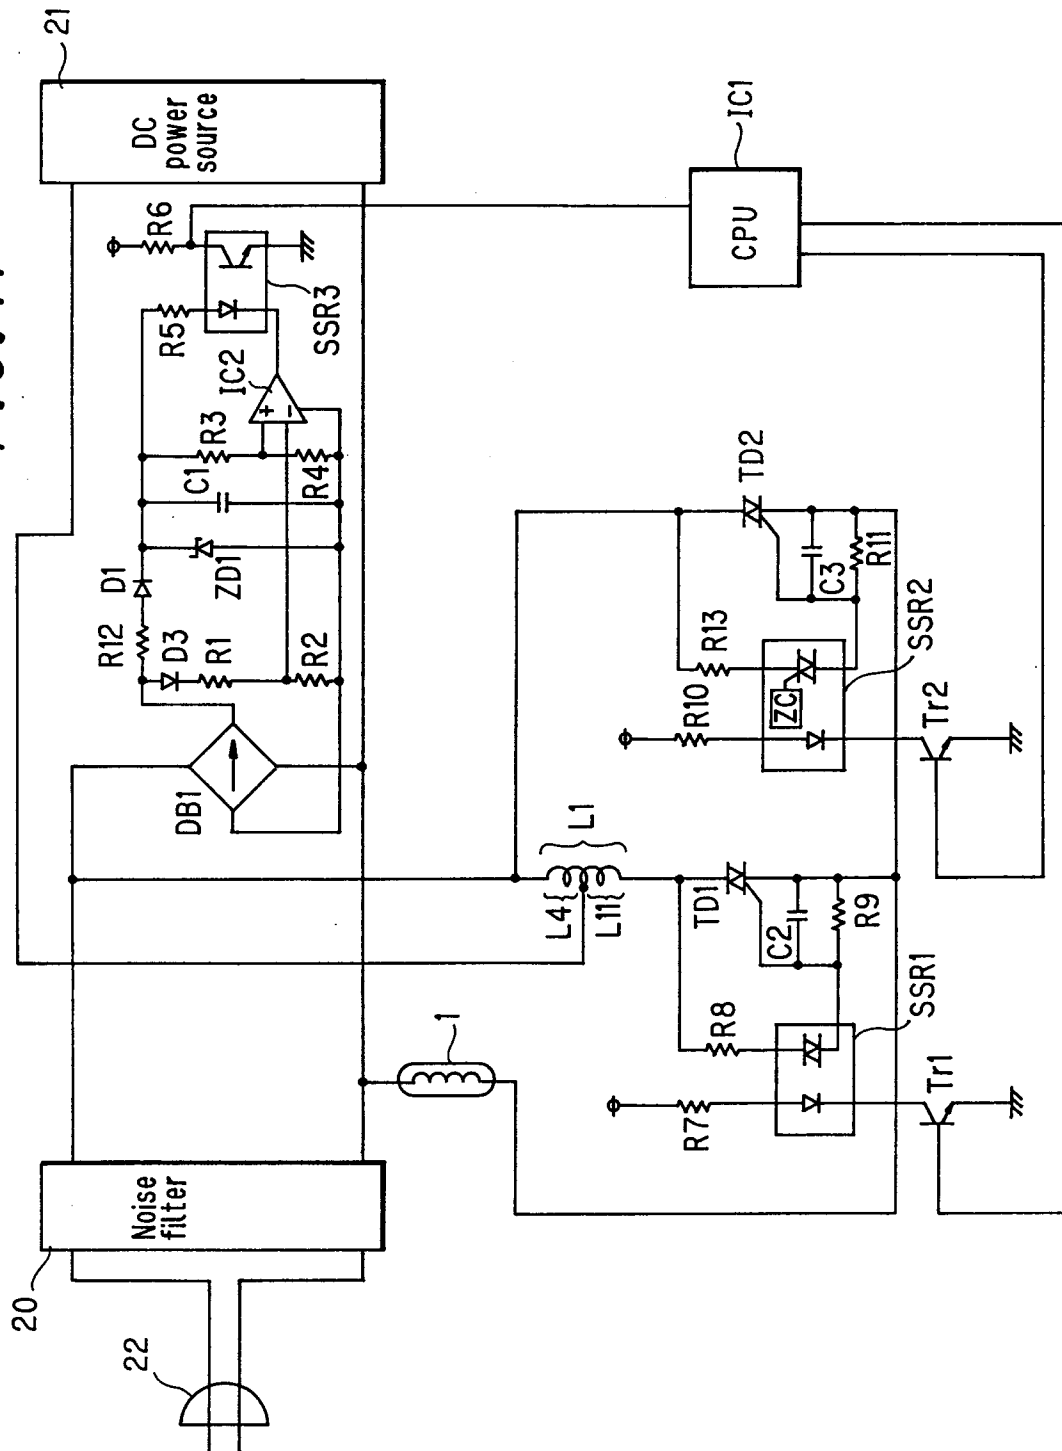 21
DC
power
source
R6
R5
SSR3
IC2
+
−
R3
C1
R4
ZD1
D1
R12
D3
R1
R2
DB1
IC1
CPU
TD2
C3
R11
R13
R10
ZC
SSR2
Tr2
L1
L4
L11
TD1
C2
R9
R8
R7
SSR1
Tr1
1
Noise
filter
20
22